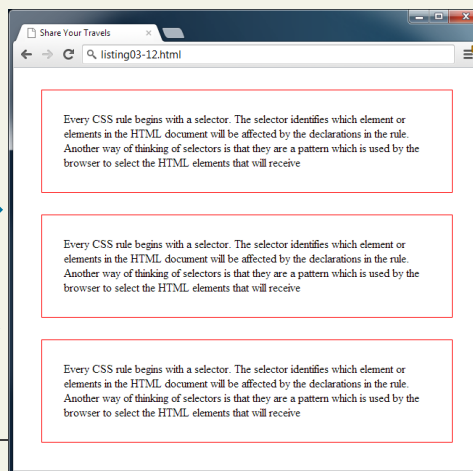 Share Your Travels
listing03-12.html
Every CSS rule begins with a selector. The selector identifies which element or
elements in the HTML document will be affected by the declarations in the rule.
Another way of thinking of selectors is that they are a pattern which is used by the
browser to select the HTML elements that will receive
Every CSS rule begins with a selector. The selector identifies which element or
elements in the HTML document will be affected by the declarations in the rule.
Another way of thinking of selectors is that they are a pattern which is used by the
browser to select the HTML elements that will receive
Every CSS rule begins with a selector. The selector identifies which element or
elements in the HTML document will be affected by the declarations in the rule.
Another way of thinking of selectors is that they are a pattern which is used by the
browser to select the HTML elements that will receive